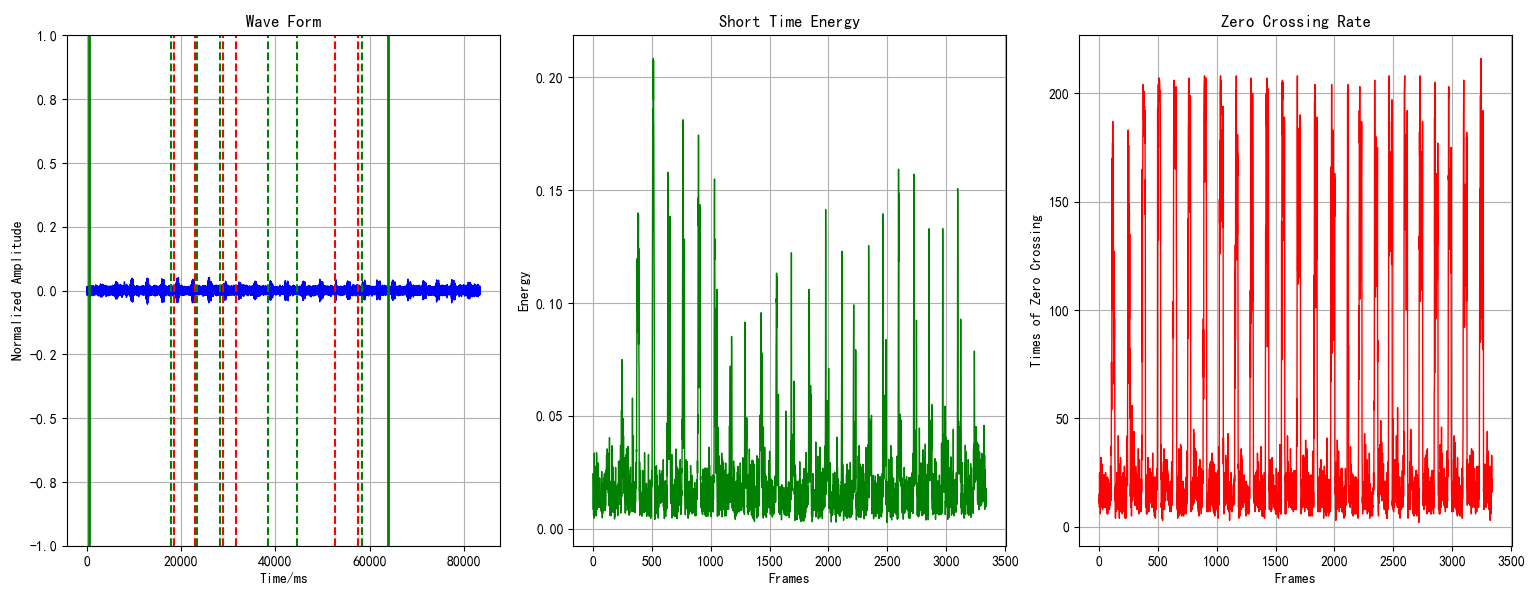 Wave Form
1.0
0.8
0.5
0.2
0.0
−0.2
−0.5
−0.8
−1.0
Normalized Amplitude
0 20000 40000 60000 80000
Time/ms
Short Time Energy
0.20
0.15
0.10
0.05
0.00
Energy
0 500 1000 1500 2000 2500 3000 3500
Frames
Zero Crossing Rate
200
150
100
50
0
Times of Zero Crossing
0 500 1000 1500 2000 2500 3000 3500
Frames